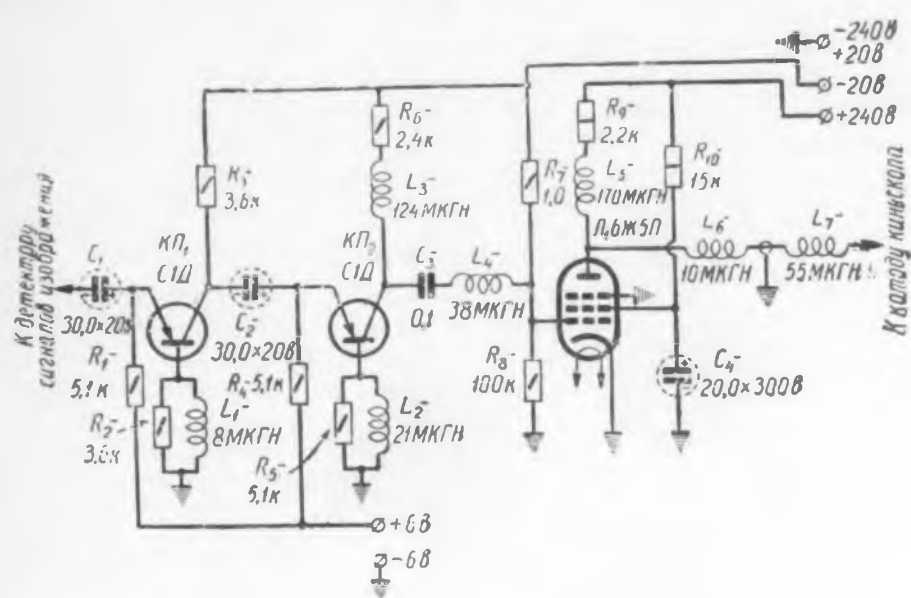 -240в
+20в
-20в
+240в
R₆-
2,4к
R₉-
2,2к
R₁₀-
15к
3,6к
L₃-
124МКГН
R₇-
1,0
L₅-
170МКГН
Л₁6Ж5П
К детектору
сигналов изображений
К катоду кинескопа
C₁-
30,0×20в
КП₁
С1Д
C₂-
30,0×20в
КП₂
С1Д
C₃-
0,1
L₄-
38МКГН
L₆-
10МКГН
L₇-
55МКГН
R₁-
5,1к
R₂-
3,6к
L₁-
8МКГН
R₄-5,1к
R₅-
5,1к
L₂-
21МКГН
R₈-
100к
C₄-
20,0×300в
+6в
-6в